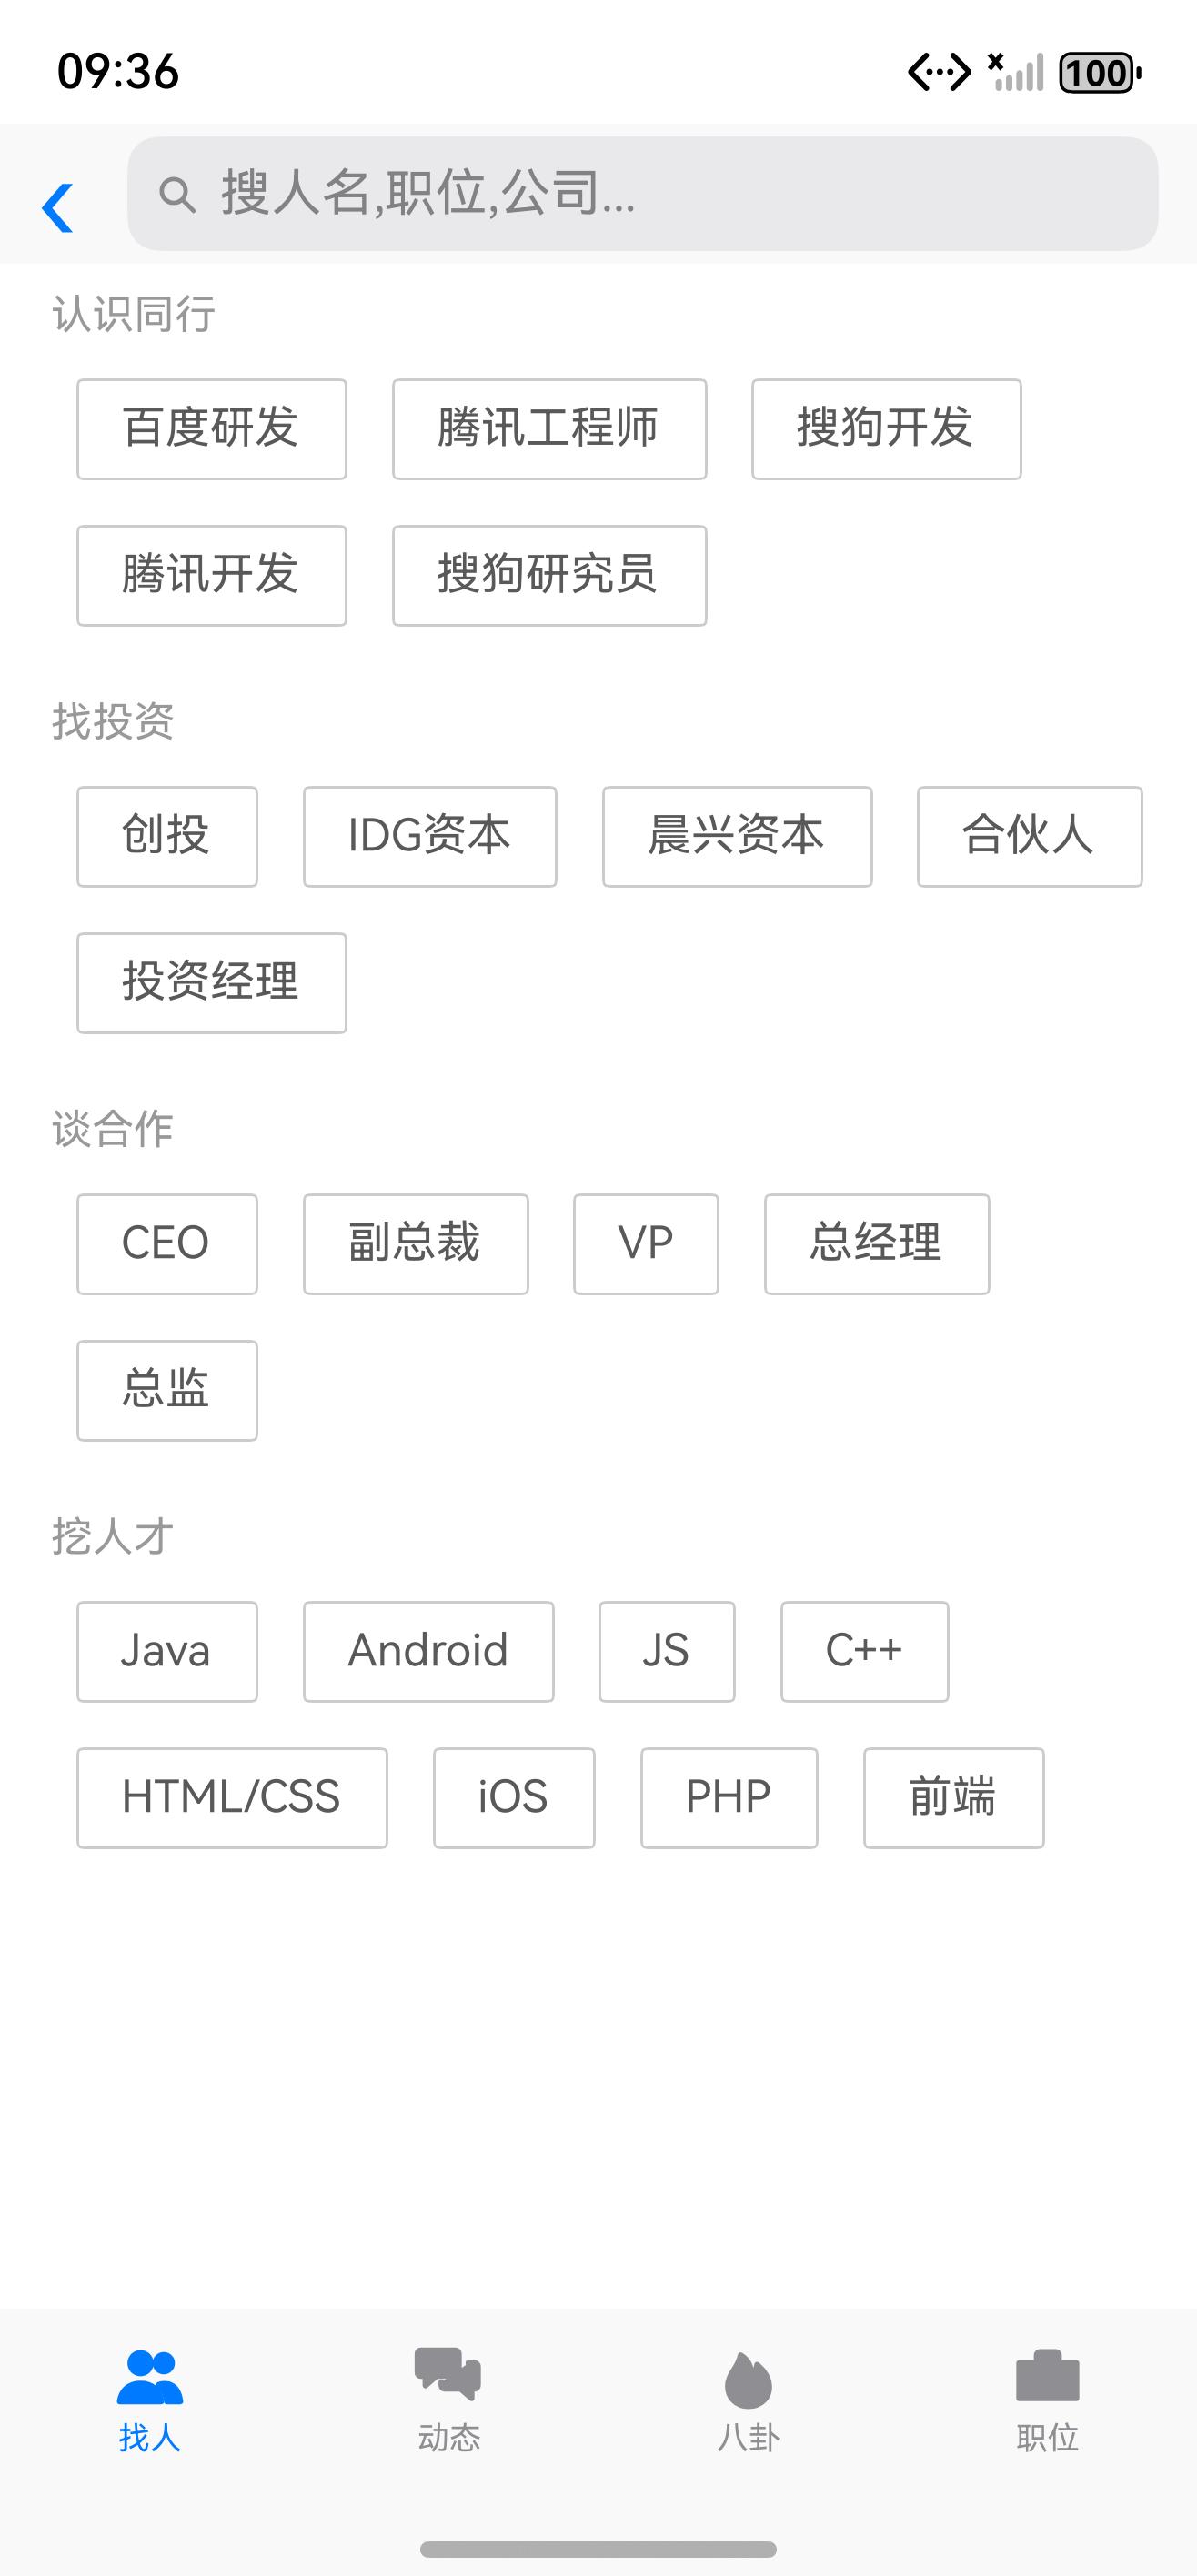 09:36
100
搜人名,职位,公司...
认识同行
百度研发 腾讯工程师 搜狗开发
腾讯开发 搜狗研究员
找投资
创投 IDG资本 晨兴资本 合伙人
投资经理
谈合作
CEO 副总裁 VP 总经理
总监
挖人才
Java Android JS C++
HTML/CSS iOS PHP 前端
找人 动态 八卦 职位